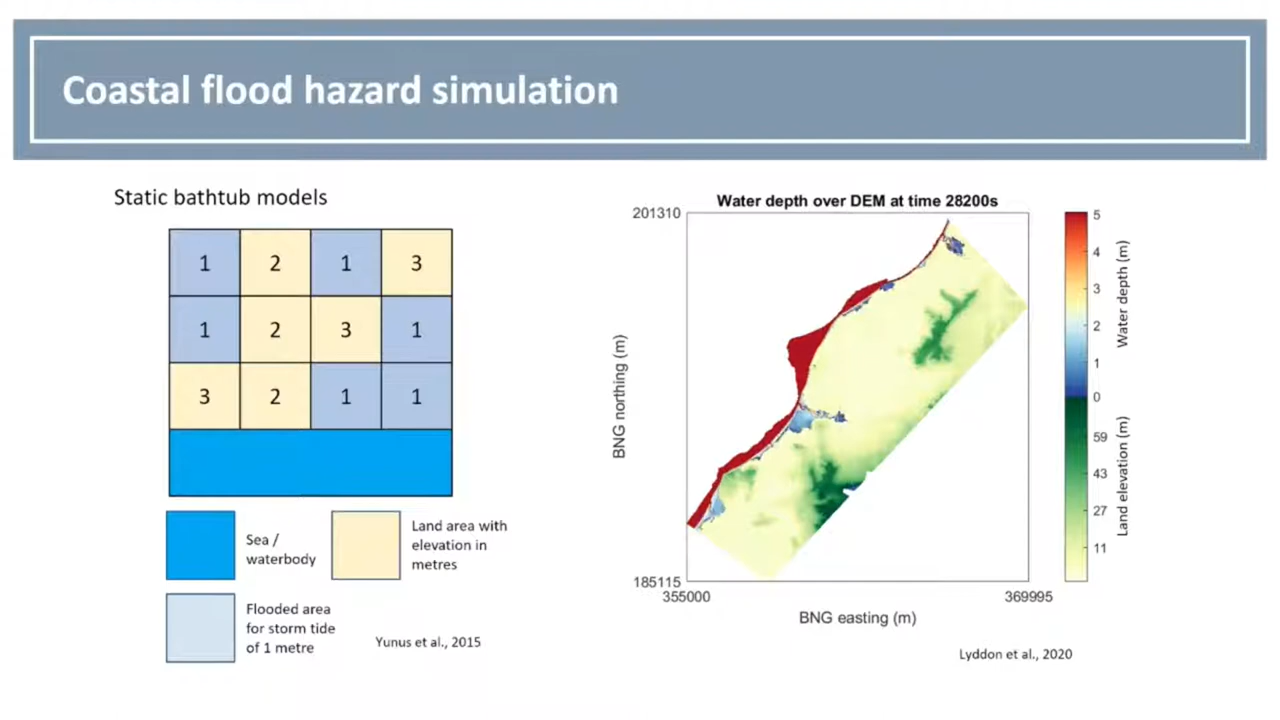 Coastal flood hazard simulation
Static bathtub models
1 2 1 3
1 2 3 1
3 2 1 1
Sea /
waterbody
Land area with
elevation in
metres
Flooded area
for storm tide
of 1 metre
Yunus et al., 2015
Water depth over DEM at time 28200s
201310
185115
BNG northing (m)
355000
369995
BNG easting (m)
5
4
3
2
1
0
59
43
27
11
Water depth (m)
Land elevation (m)
Lyddon et al., 2020